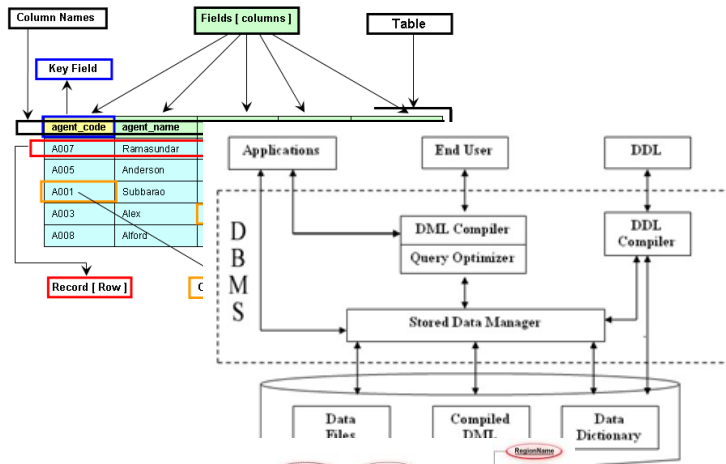 Column Names
Fields [ columns ]
Table
Key Field
agent_code agent_name
A007 Ramasundar
A005 Anderson
A001 Subbarao
A003 Alex
A008 Alford
Record [ Row ]
Applications
End User
DDL
DBMS
DML Compiler
Query Optimizer
DDL
Compiler
Stored Data Manager
Data
Files
Compiled
DML
Data
Dictionary
RegionName